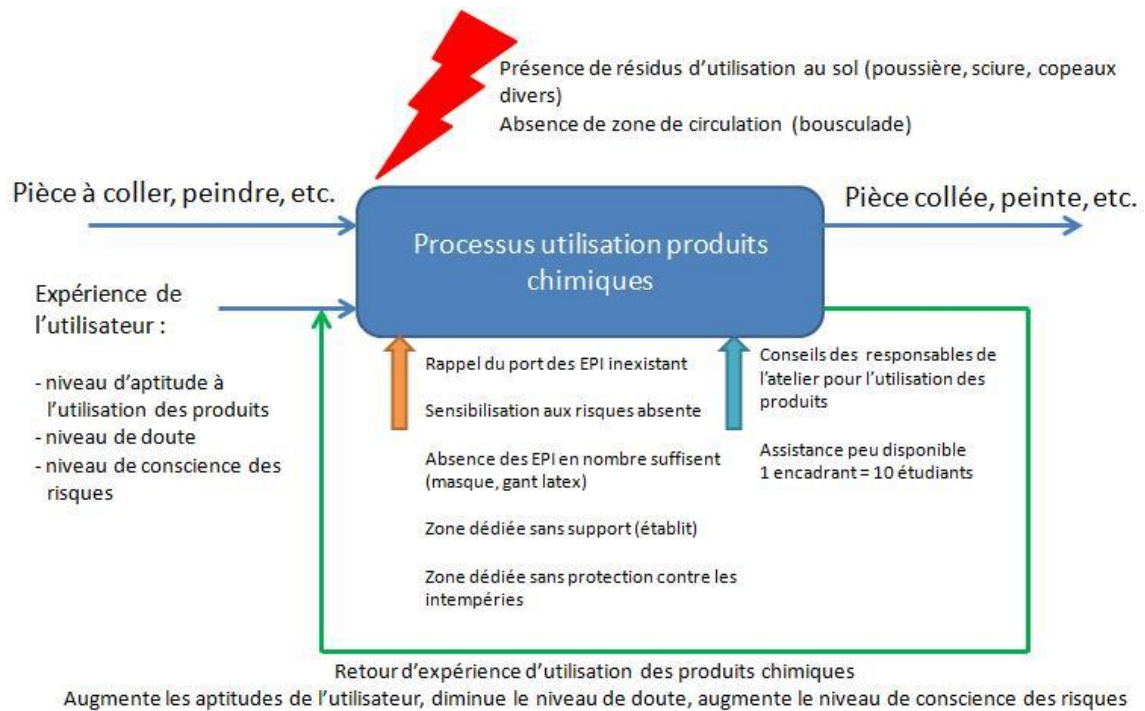 Présence de résidus d'utilisation au sol (poussière, sciure, copeaux
divers)
Absence de zone de circulation (bousculade)
Pièce à coller, peindre, etc.
Pièce collée, peinte, etc.
Processus utilisation produits
chimiques
Expérience de
l'utilisateur :
- niveau d'aptitude à
l'utilisation des produits
- niveau de doute
- niveau de conscience des
risques
Rappel du port des EPI inexistant
Sensibilisation aux risques absente
Absence des EPI en nombre suffisent
(masque, gant latex)
Zone dédiée sans support (établit)
Zone dédiée sans protection contre les
intempéries
Conseils des responsables de
l'atelier pour l'utilisation des
produits
Assistance peu disponible
1 encadrant = 10 étudiants
Retour d'expérience d'utilisation des produits chimiques
Augmente les aptitudes de l'utilisateur, diminue le niveau de doute, augmente le niveau de conscience des risques